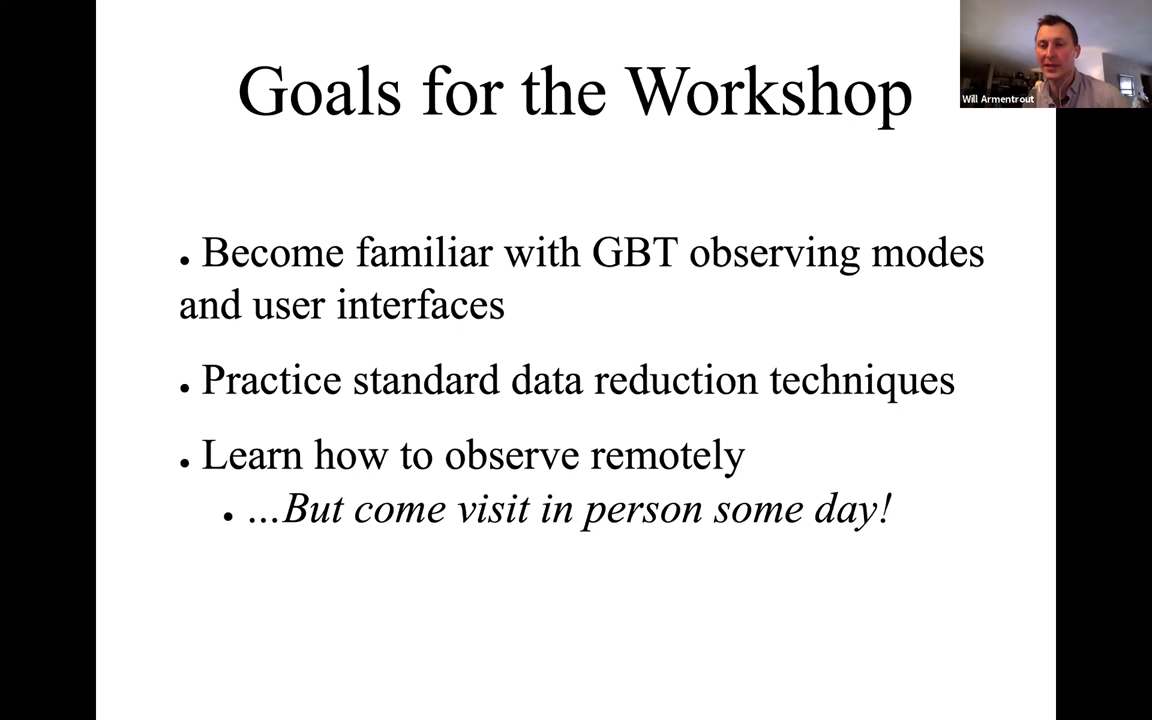 Goals for the Workshop
Will Armentrout
• Become familiar with GBT observing modes
and user interfaces
• Practice standard data reduction techniques
• Learn how to observe remotely
• ...But come visit in person some day!